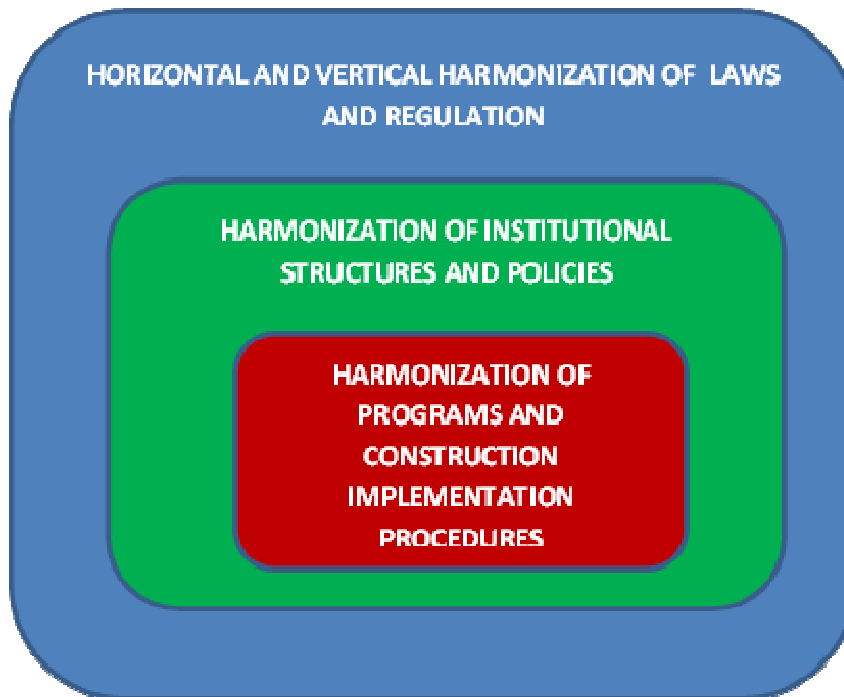 HORIZONTAL AND VERTICAL HARMONIZATION OF LAWS
AND REGULATION
HARMONIZATION OF INSTITUTIONAL
STRUCTURES AND POLICIES
HARMONIZATION OF
PROGRAMS AND
CONSTRUCTION
IMPLEMENTATION
PROCEDURES